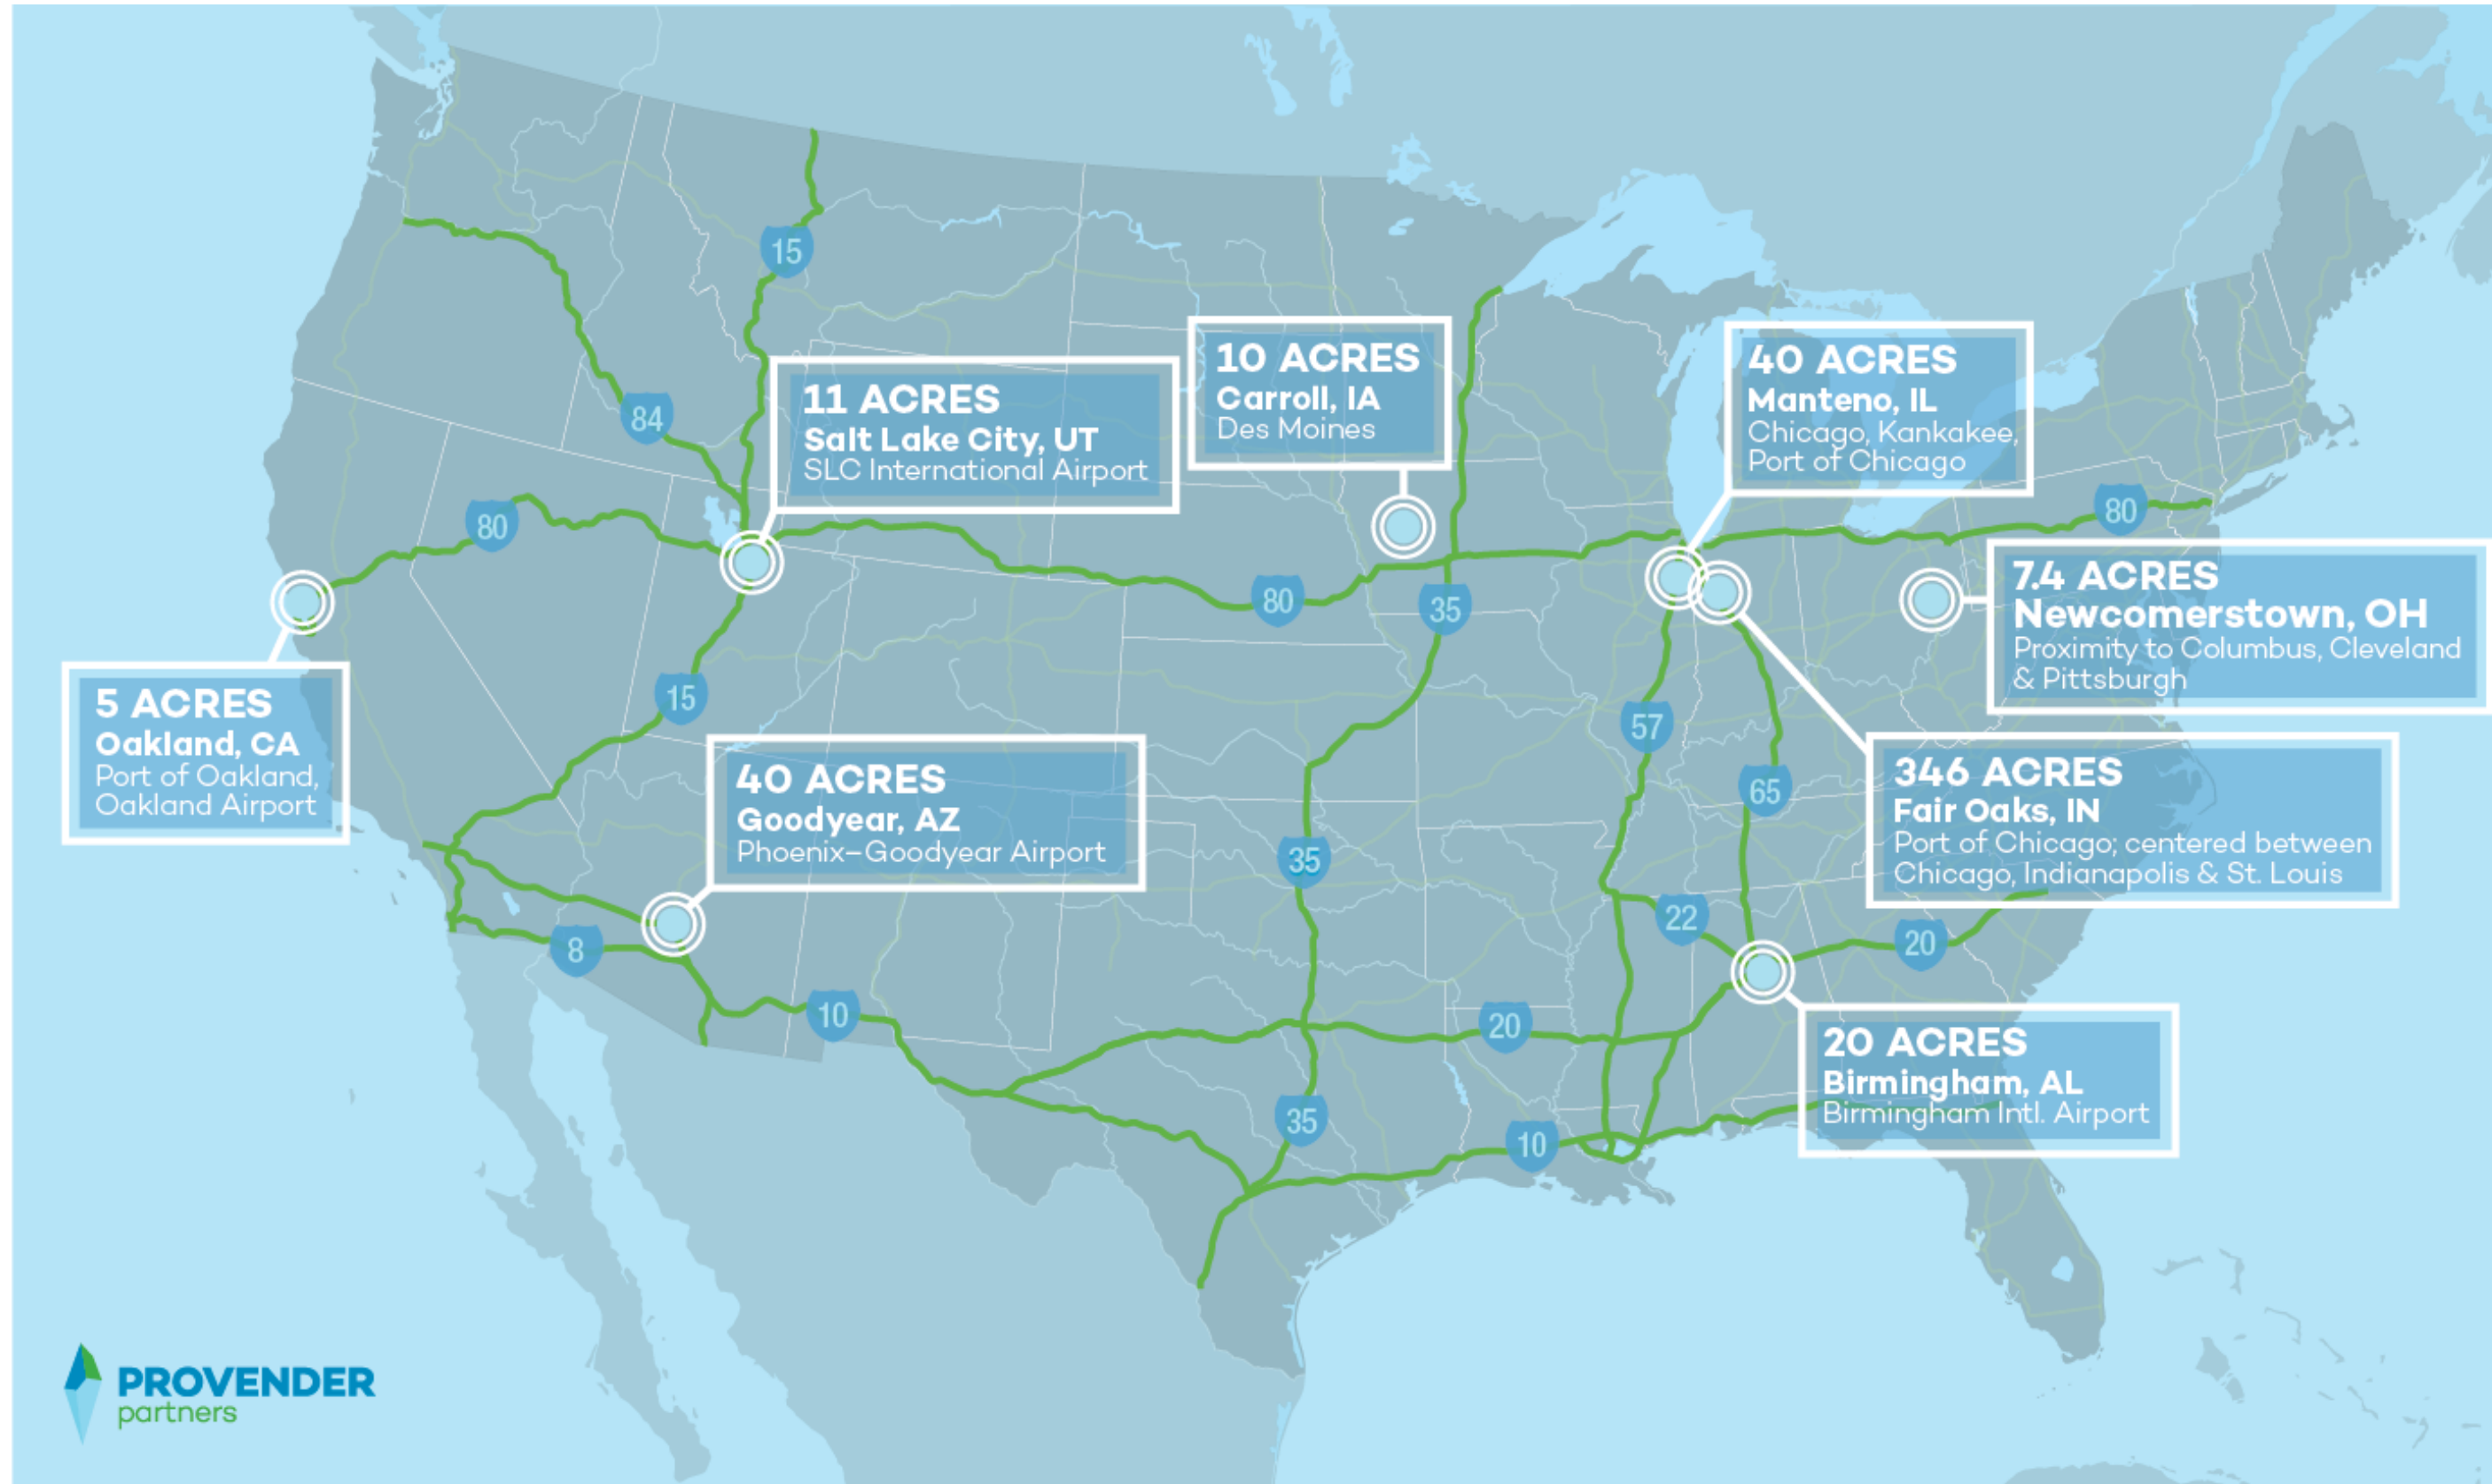 15
84
80
11 ACRES
Salt Lake City, UT
SLC International Airport
10 ACRES
Carroll, IA
Des Moines
40 ACRES
Manteno, IL
Chicago, Kankakee,
Port of Chicago
80
80
35
7.4 ACRES
Newcomerstown, OH
Proximity to Columbus, Cleveland
& Pittsburgh
5 ACRES
Oakland, CA
Port of Oakland,
Oakland Airport
15
57
65
40 ACRES
Goodyear, AZ
Phoenix–Goodyear Airport
35
346 ACRES
Fair Oaks, IN
Port of Chicago; centered between
Chicago, Indianapolis & St. Louis
8
22
20
10
20
20 ACRES
Birmingham, AL
Birmingham Intl. Airport
35
10
PROVENDER
partners